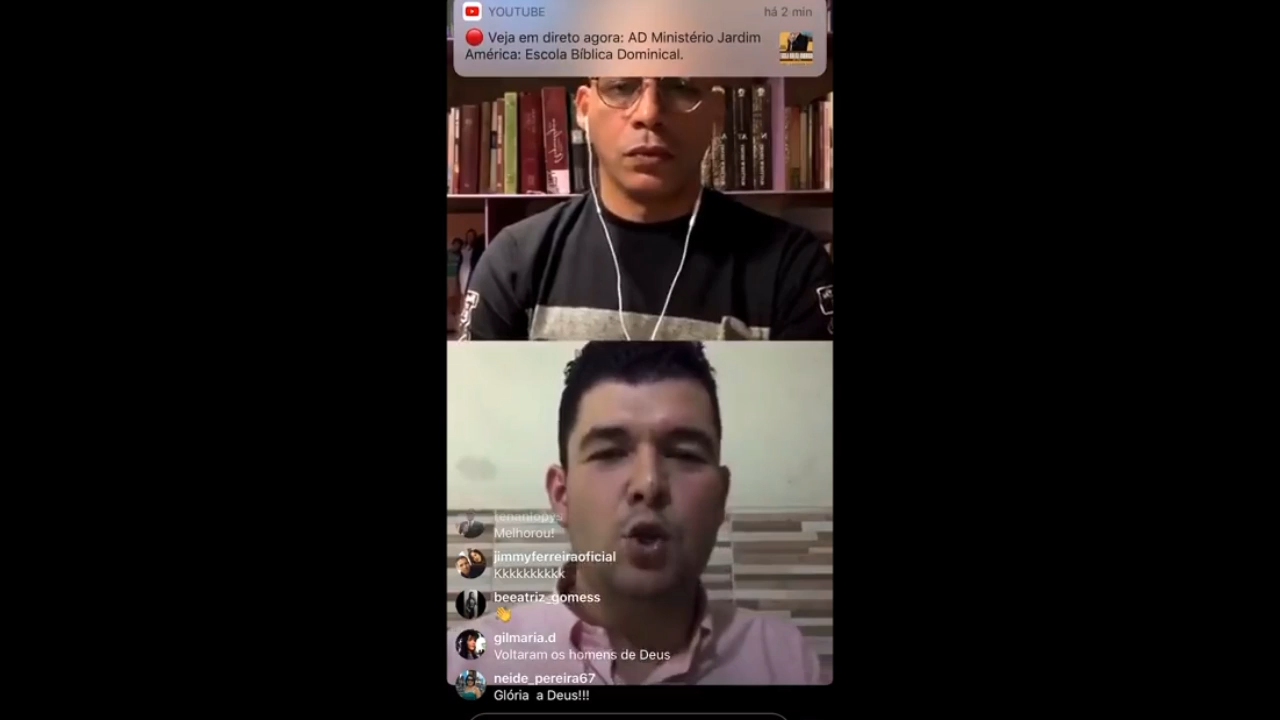 YOUTUBE
há 2 min
🔴 Veja em direto agora: AD Ministério Jardim
América: Escola Bíblica Dominical.
Melhorou!
jimmyferreiraoficial
Kkkkkkkkkk
beeatriz_gomess
👋
gilmaria.d
Voltaram os homens de Deus
neide_pereira67
Glória a Deus!!!